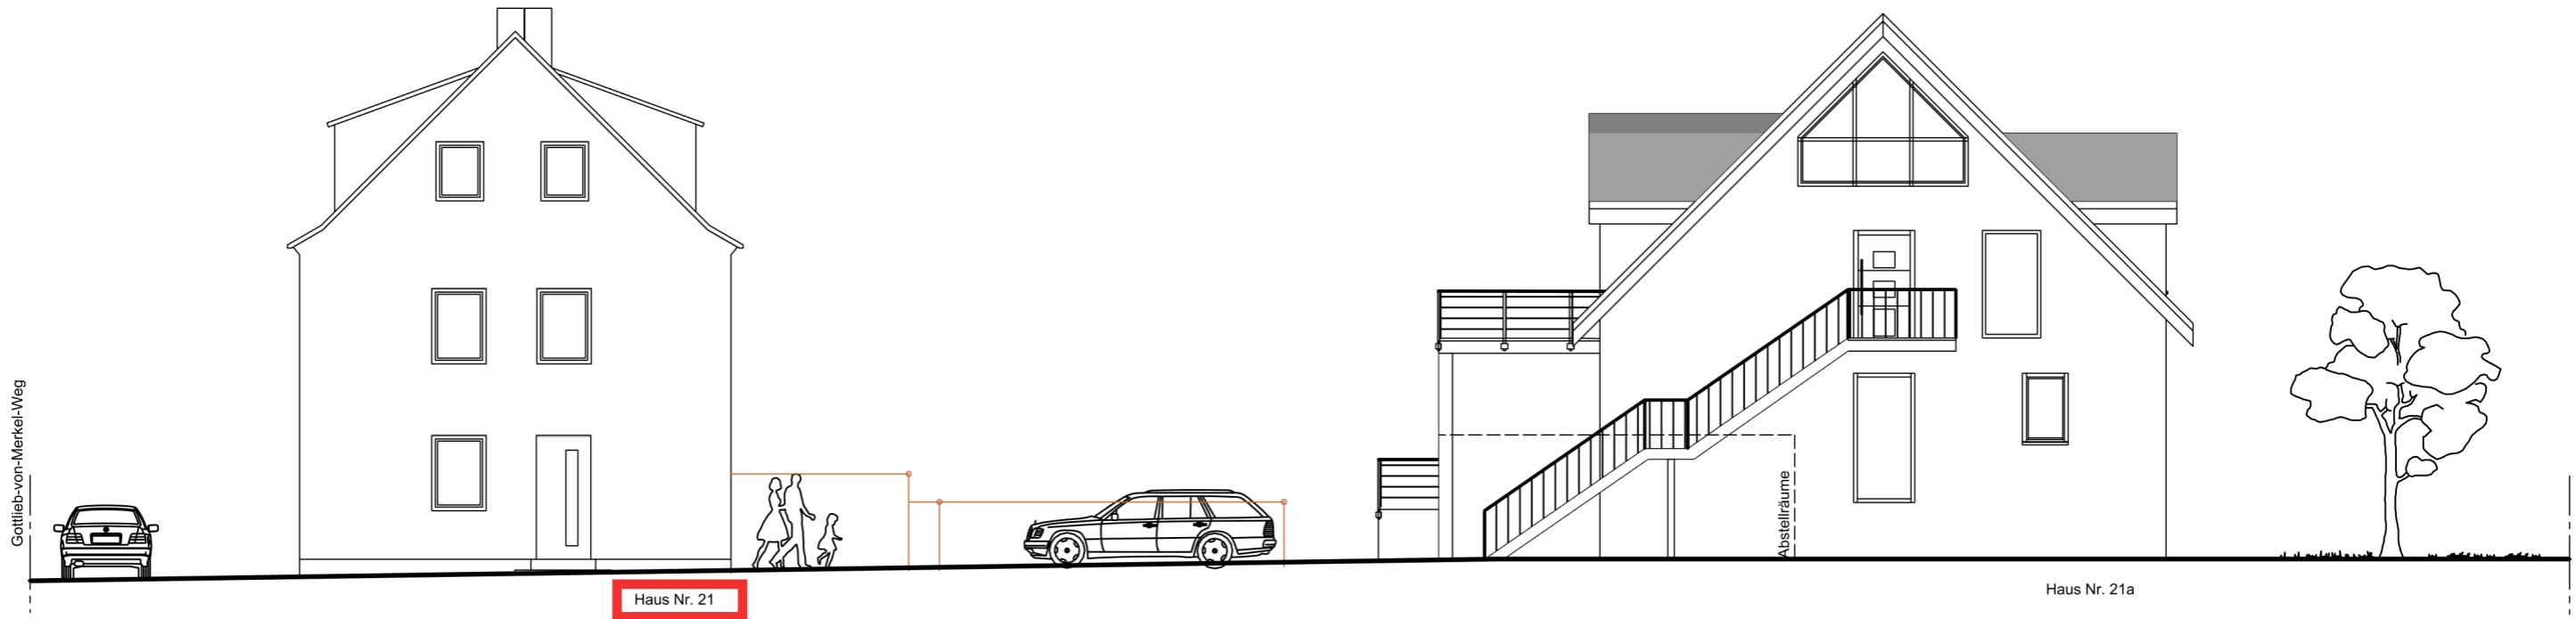 Gottlieb-von-Merkel-Weg
Haus Nr. 21
Abstellräume
Haus Nr. 21a